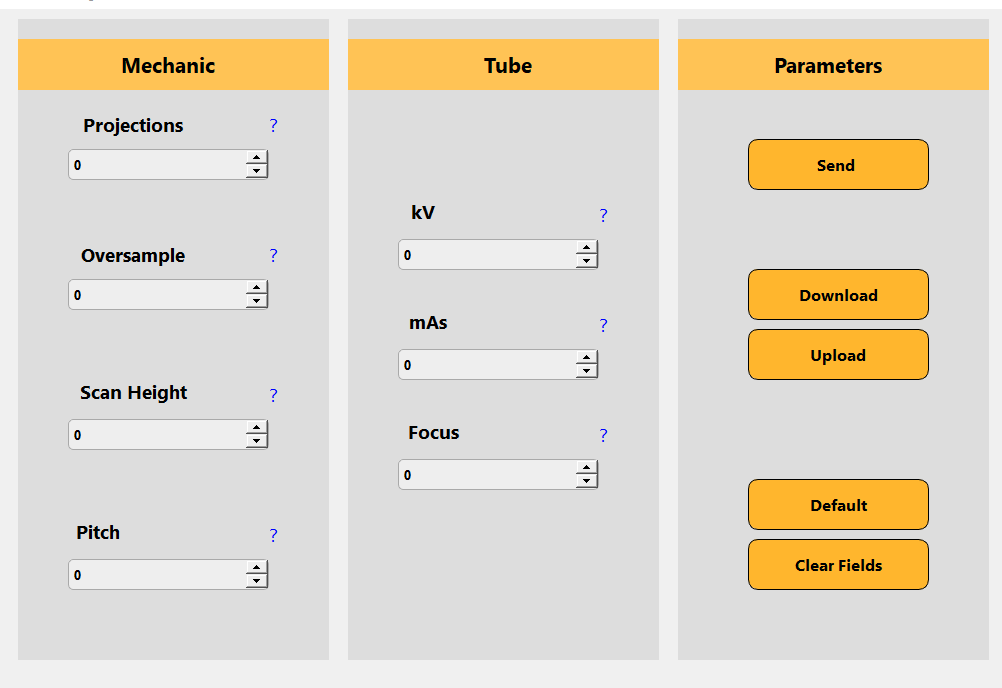 Mechanic
Projections ?
0
Oversample ?
0
Scan Height ?
0
Pitch ?
0
Tube
kV ?
0
mAs ?
0
Focus ?
0
Parameters
Send
Download
Upload
Default
Clear Fields